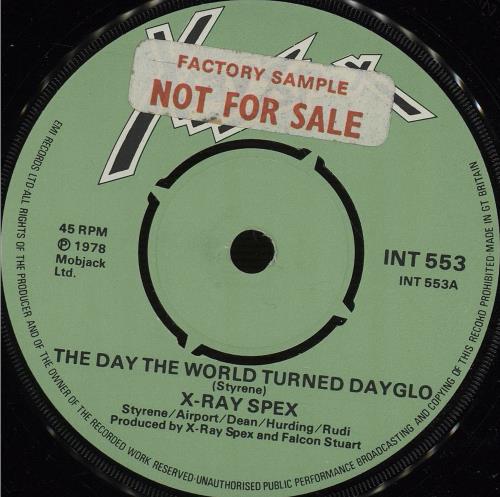 FACTORY SAMPLE
NOT FOR SALE
45 RPM
℗ 1978
Mobjack
Ltd.
INT 553
INT 553A
THE DAY THE WORLD TURNED DAYGLO
(Styrene)
X-RAY SPEX
Styrene/Airport/Dean/Hurding/Rudi
Produced by X-Ray Spex and Falcon Stuart
EMI RECORDS LTD ALL RIGHTS OF THE PRODUCER AND OF THE OWNER OF THE RECORDED WORK RESERVED·UNAUTHORISED PUBLIC PERFORMANCE BROADCASTING AND COPYING OF THIS RECORD PROHIBITED·MADE IN GT BRITAIN